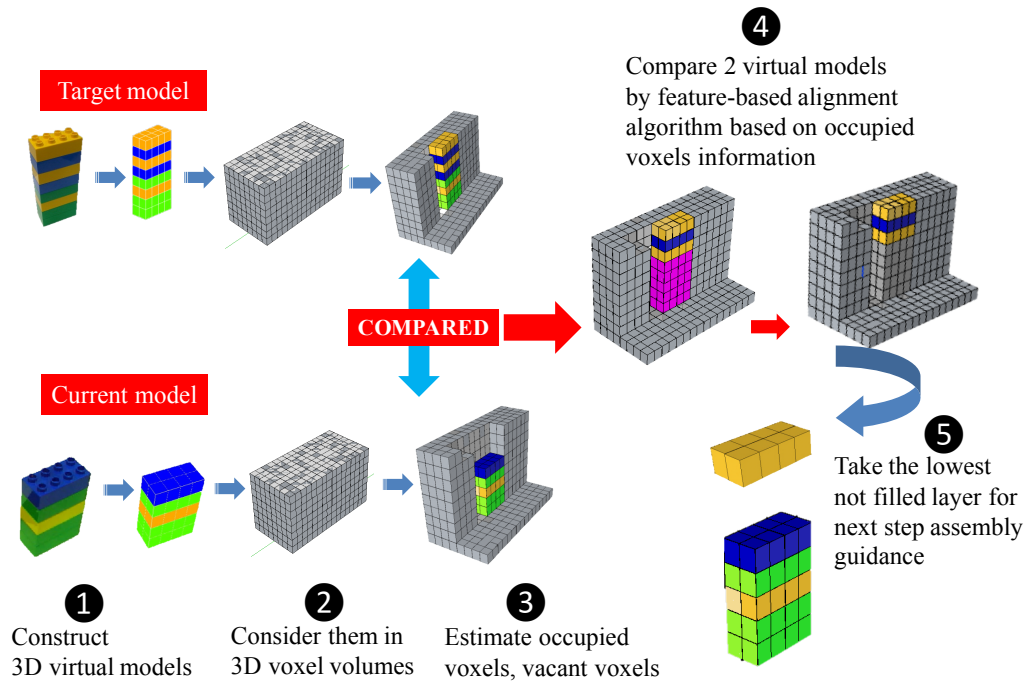 4
Compare 2 virtual models
by feature-based alignment
algorithm based on occupied
voxels information
Target model
COMPARED
Current model
5
Take the lowest
not filled layer for
next step assembly
guidance
1
Construct
3D virtual models
2
Consider them in
3D voxel volumes
3
Estimate occupied
voxels, vacant voxels